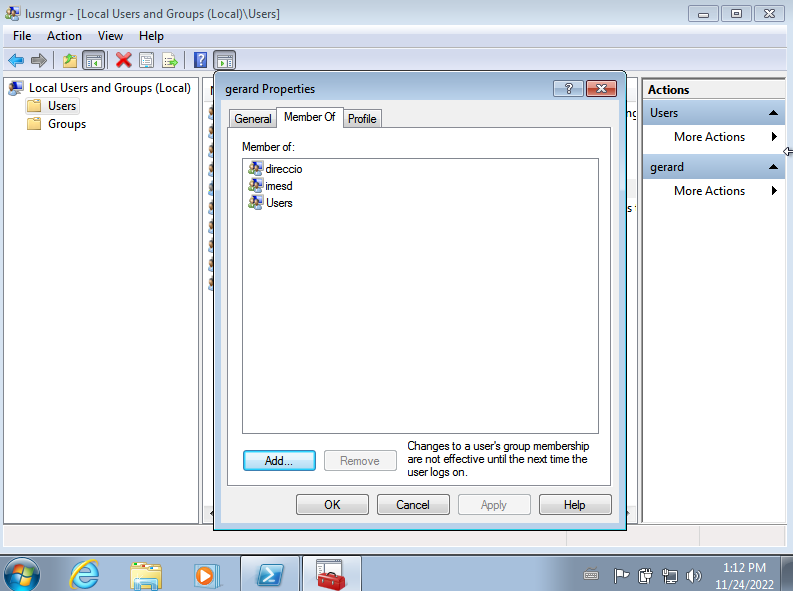 lusrmgr - [Local Users and Groups (Local)\Users]
File Action View Help
Local Users and Groups (Local)
Users
Groups
gerard Properties
General Member Of Profile
Member of:
direccio
imesd
Users
Add... Remove
Changes to a user's group membership
are not effective until the next time the
user logs on.
OK Cancel Apply Help
Actions
Users
More Actions
gerard
More Actions
1:12 PM
11/24/2022